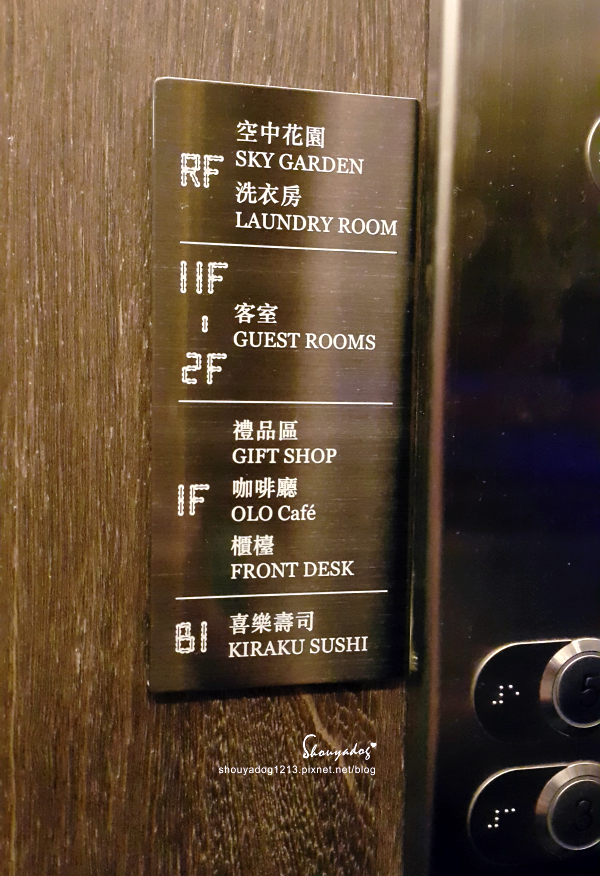 RF
空中花園
SKY GARDEN
洗衣房
LAUNDRY ROOM
11F
-
2F
客室
GUEST ROOMS
1F
禮品區
GIFT SHOP
咖啡廳
OLO Café
櫃檯
FRONT DESK
B1
喜樂壽司
KIRAKU SUSHI
5
3
Shouyadog
shouyadog1213.pixnet.net/blog